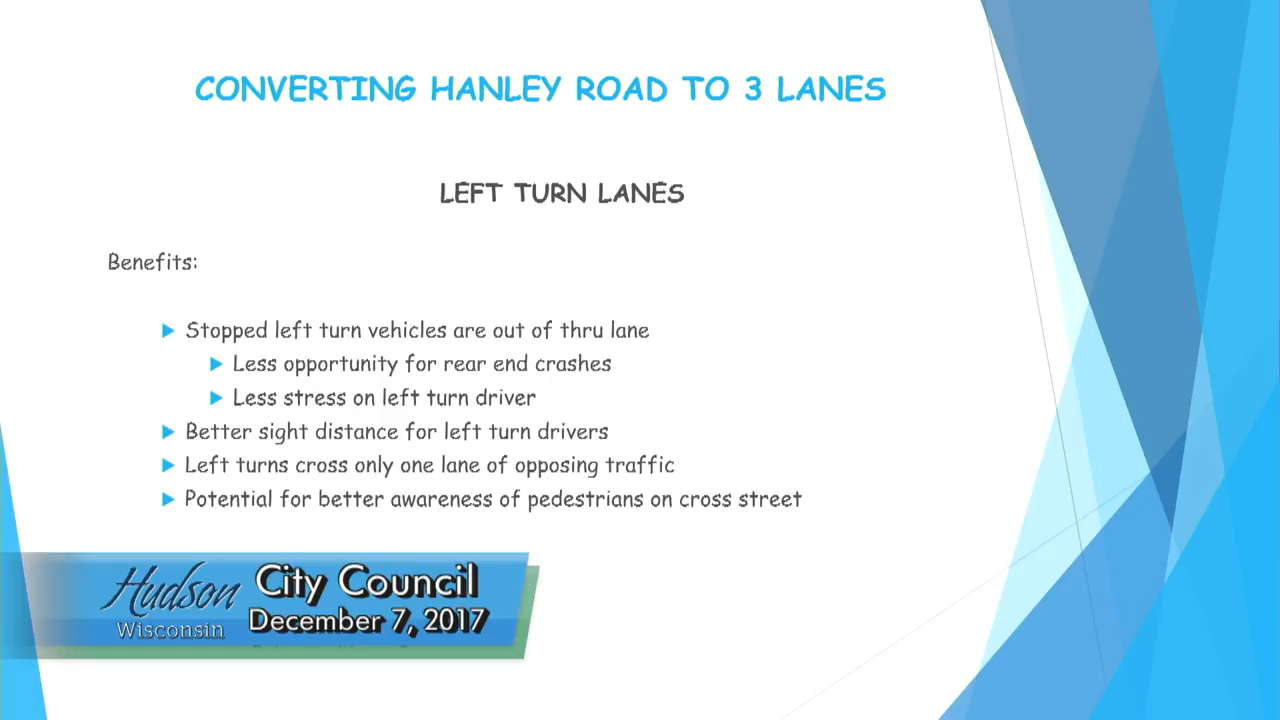 CONVERTING HANLEY ROAD TO 3 LANES
LEFT TURN LANES
Benefits:
Stopped left turn vehicles are out of thru lane
Less opportunity for rear end crashes
Less stress on left turn driver
Better sight distance for left turn drivers
Left turns cross only one lane of opposing traffic
Potential for better awareness of pedestrians on cross street
Hudson
Wisconsin
City Council
December 7, 2017